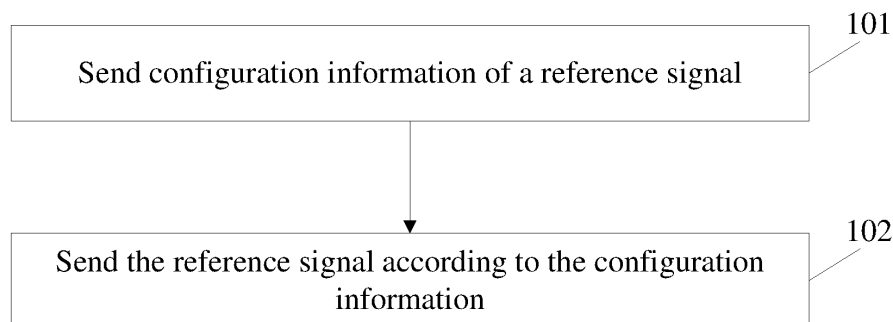 101
Send configuration information of a reference signal
102
Send the reference signal according to the configuration
information